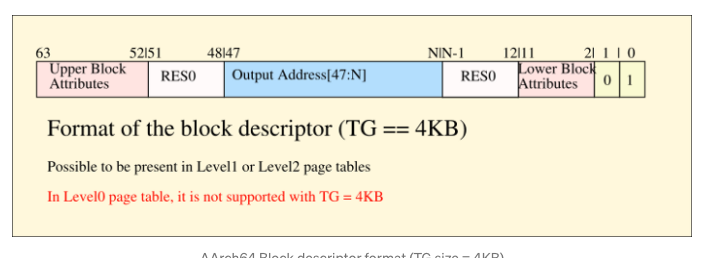 63 52|51 48|47 N|N-1 12|11 2| 1 | 0
Upper Block
Attributes
RES0
Output Address[47:N]
RES0
Lower Block
Attributes
0
1
Format of the block descriptor (TG == 4KB)
Possible to be present in Level1 or Level2 page tables
In Level0 page table, it is not supported with TG = 4KB
AArch64 Block descriptor format (TG size = 4KB)